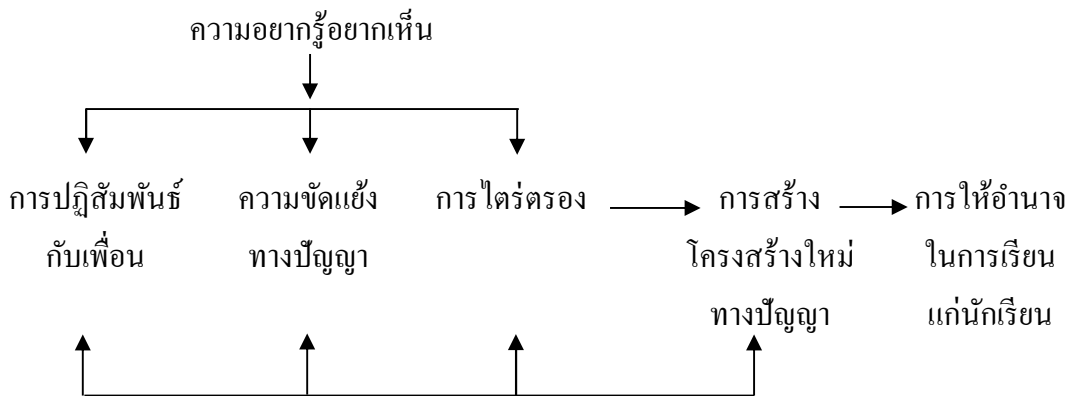 ความอยากรู้อยากเห็น
การปฏิสัมพันธ์
กับเพื่อน
ความขัดแย้ง
ทางปัญญา
การไตร่ตรอง
การสร้าง
โครงสร้างใหม่
ทางปัญญา
การให้อำนาจ
ในการเรียน
แก่นักเรียน